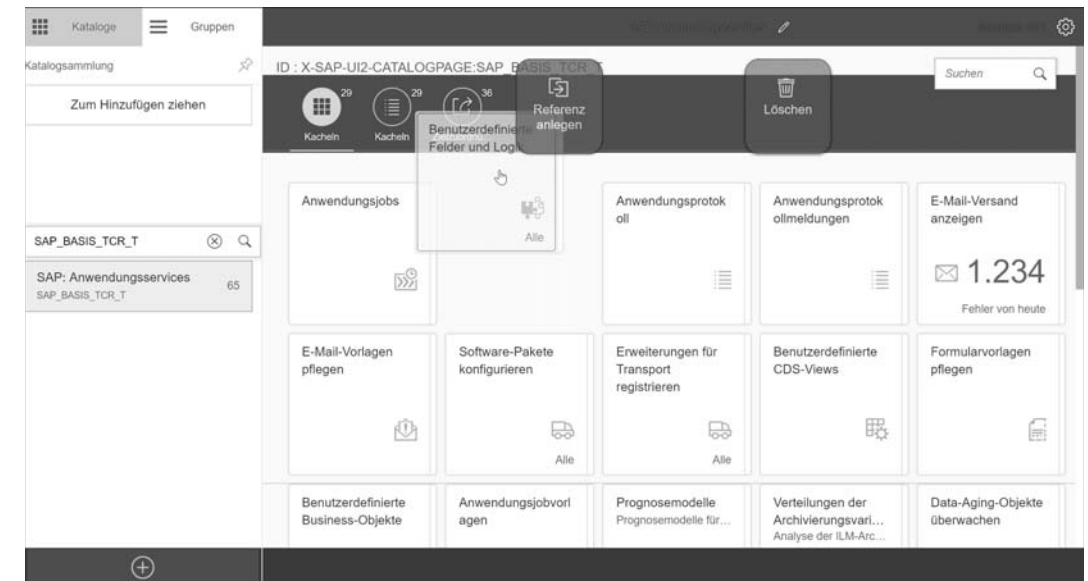 Kataloge
Gruppen
Katalogsammlung
Zum Hinzufügen ziehen
SAP_BASIS_TCR_T
SAP: Anwendungsservices
65
SAP_BASIS_TCR_T
ID : X-SAP-UI2-CATALOGPAGE:SAP_BASIS_TCR_T
Suchen
29
Kacheln
29
Kacheln
36
Referenz
anlegen
Löschen
Benutzerdefinierte
Felder und Logik
Alle
Anwendungsjobs
Anwendungsprotok
oll
Anwendungsprotok
ollmeldungen
E-Mail-Versand
anzeigen
1.234
Fehler von heute
E-Mail-Vorlagen
pflegen
Software-Pakete
konfigurieren
Alle
Erweiterungen für
Transport
registrieren
Alle
Benutzerdefinierte
CDS-Views
Formularvorlagen
pflegen
Benutzerdefinierte
Business-Objekte
Anwendungsjobvorl
agen
Prognosemodelle
Prognosemodelle für...
Verteilungen der
Archivierungsvari...
Analyse der ILM-Arc...
Data-Aging-Objekte
überwachen